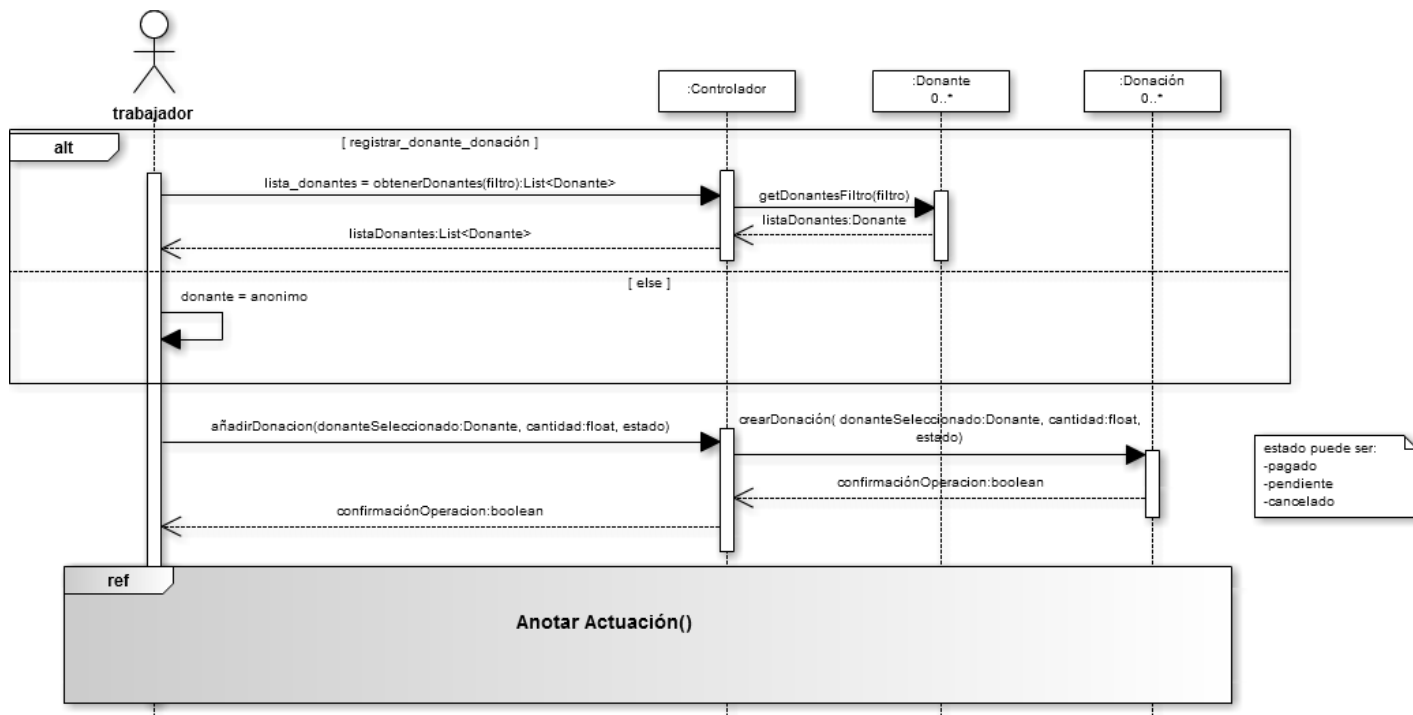 trabajador
:Controlador
:Donante
0..*
:Donación
0..*
alt
[ registrar_donante_donación ]
lista_donantes = obtenerDonantes(filtro):List<Donante>
getDonantesFiltro(filtro)
listaDonantes:Donante
listaDonantes:List<Donante>
[ else ]
donante = anonimo
añadirDonacion(donanteSeleccionado:Donante, cantidad:float, estado)
crearDonación( donanteSeleccionado:Donante, cantidad:float,
estado)
confirmaciónOperacion:boolean
confirmaciónOperacion:boolean
estado puede ser:
-pagado
-pendiente
-cancelado
ref
Anotar Actuación()